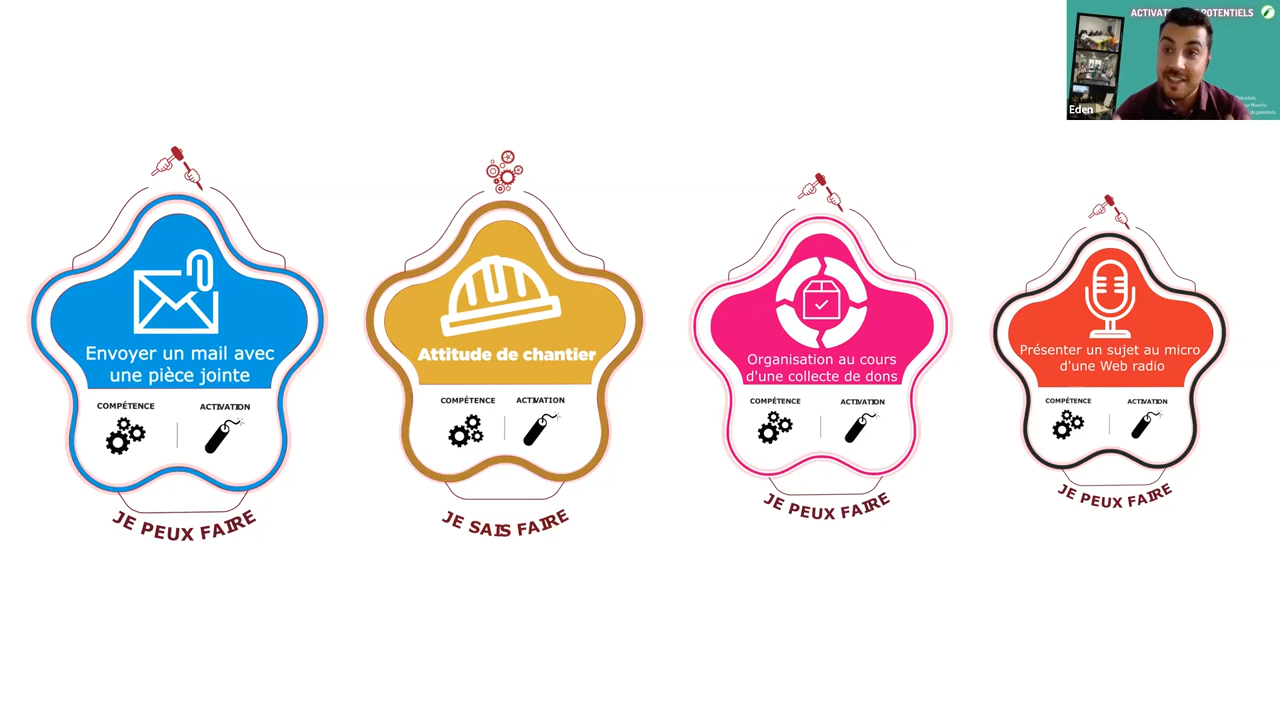 Eden
Envoyer un mail avec
une pièce jointe
COMPÉTENCE
ACTIVATION
JE PEUX FAIRE
Attitude de chantier
COMPÉTENCE
ACTIVATION
JE SAIS FAIRE
Organisation au cours
d'une collecte de dons
COMPÉTENCE
ACTIVATION
JE PEUX FAIRE
Présenter un sujet au micro
d'une Web radio
COMPÉTENCE
ACTIVATION
JE PEUX FAIRE